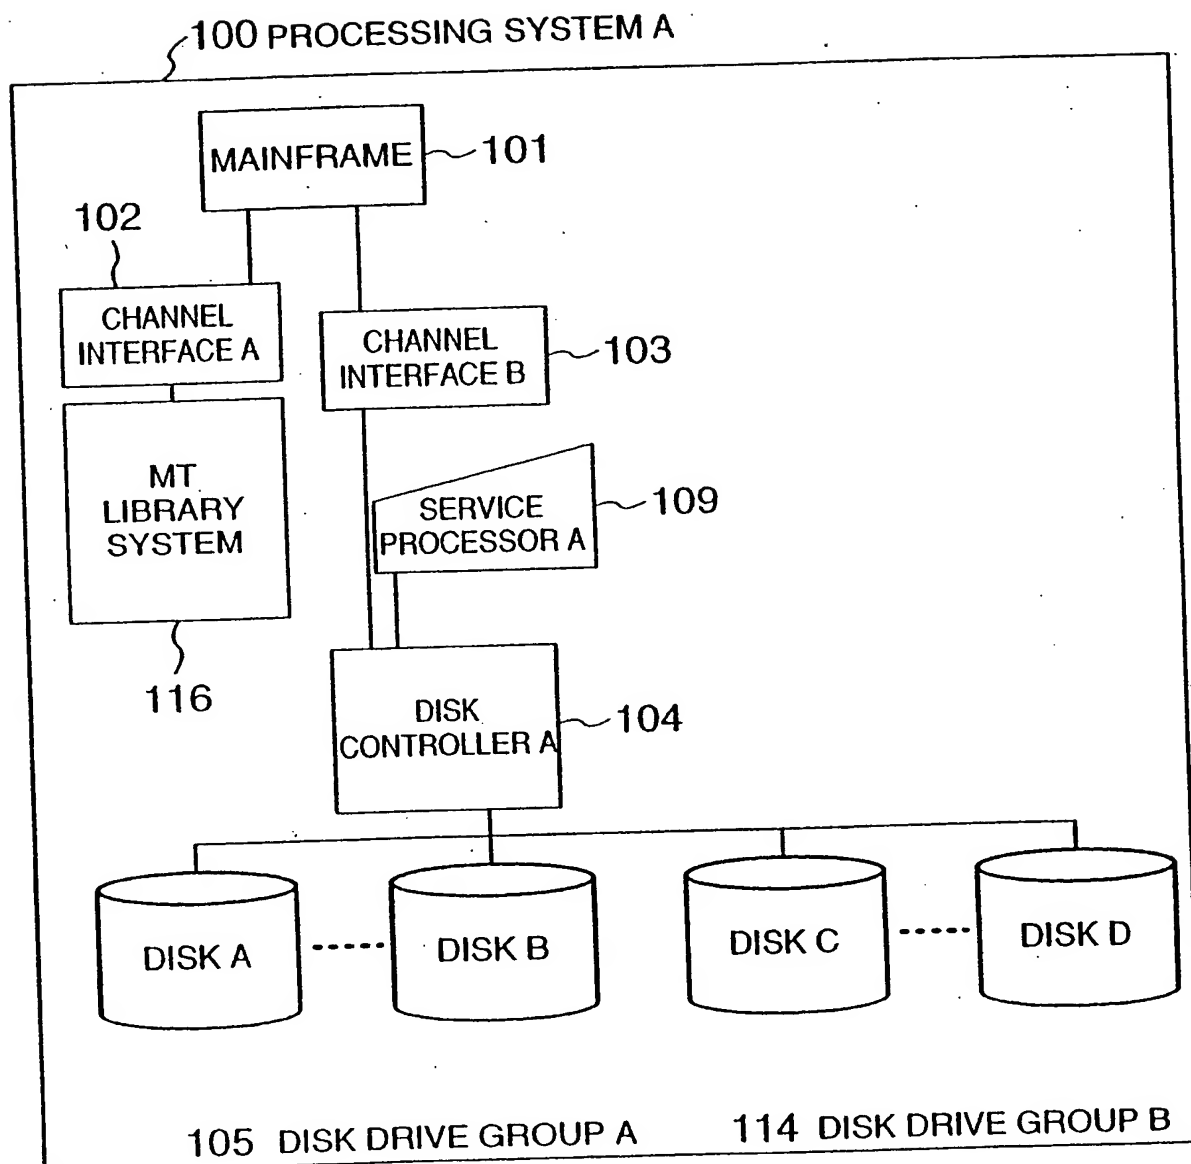 100 PROCESSING SYSTEM A
MAINFRAME
101
102
CHANNEL
INTERFACE A
CHANNEL
INTERFACE B
103
MT
LIBRARY
SYSTEM
116
SERVICE
PROCESSOR A
109
DISK
CONTROLLER A
104
DISK A
DISK B
DISK C
DISK D
105 DISK DRIVE GROUP A
114 DISK DRIVE GROUP B